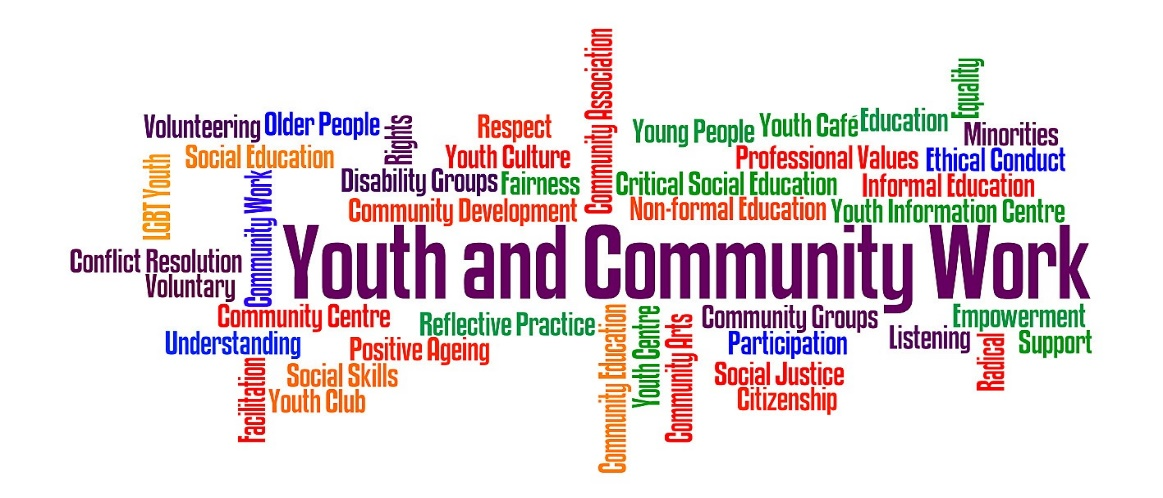 Community Association
Equality
Volunteering
Older People
Rights
Respect
Young People
Youth Café
Education
Minorities
LGBT Youth
Social Education
Youth Culture
Professional Values
Ethical Conduct
Community Work
Disability Groups
Fairness
Critical Social Education
Informal Education
Community Development
Non-formal Education
Youth Information Centre
Youth and Community Work
Conflict Resolution
Voluntary
Community Centre
Reflective Practice
Community Education
Youth Centre
Community Arts
Community Groups
Listening
Empowerment
Understanding
Positive Ageing
Participation
Radical
Support
Facilitation
Social Skills
Youth Club
Social Justice
Citizenship